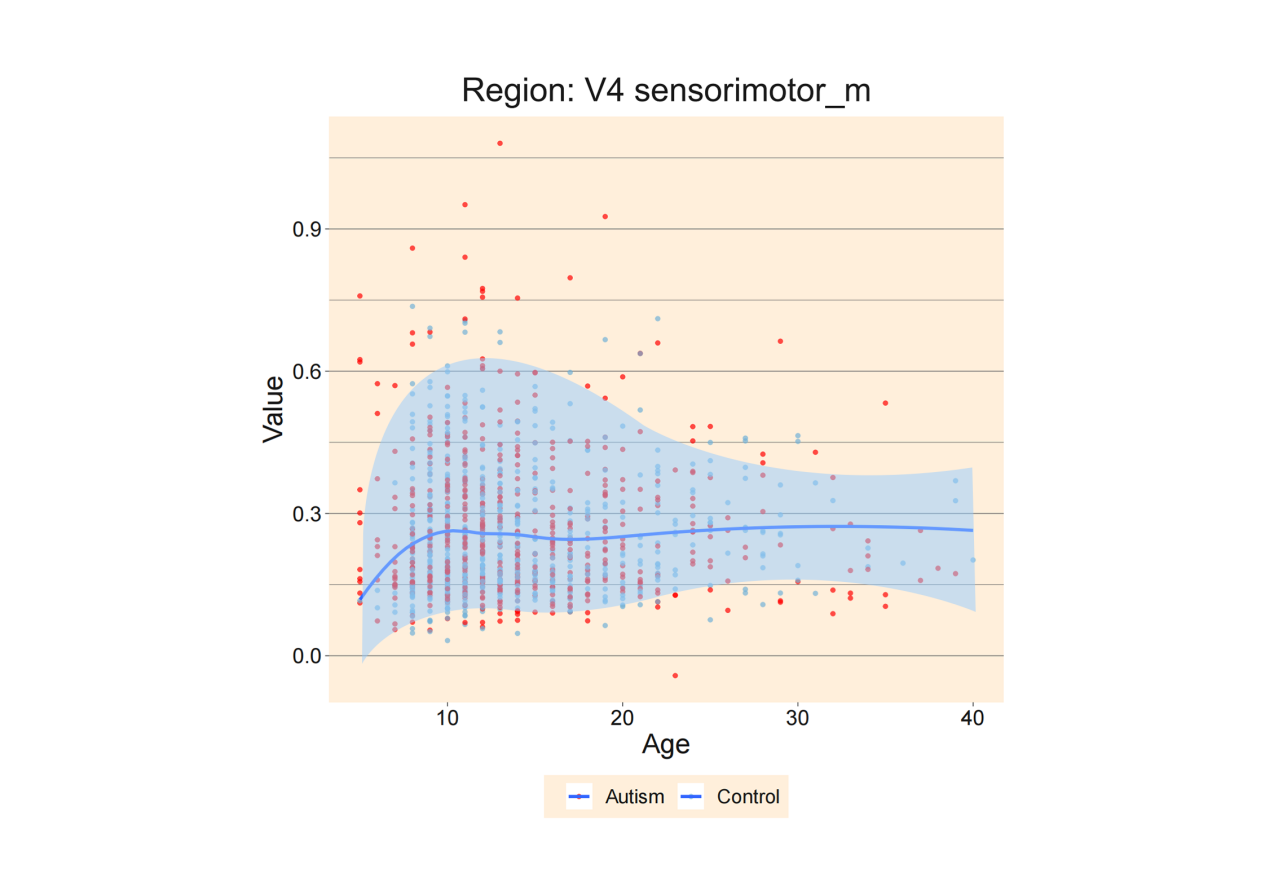 Region: V4 sensorimotor_m
Value
0.9
0.6
0.3
0.0
10 20 30 40
Age
Autism Control